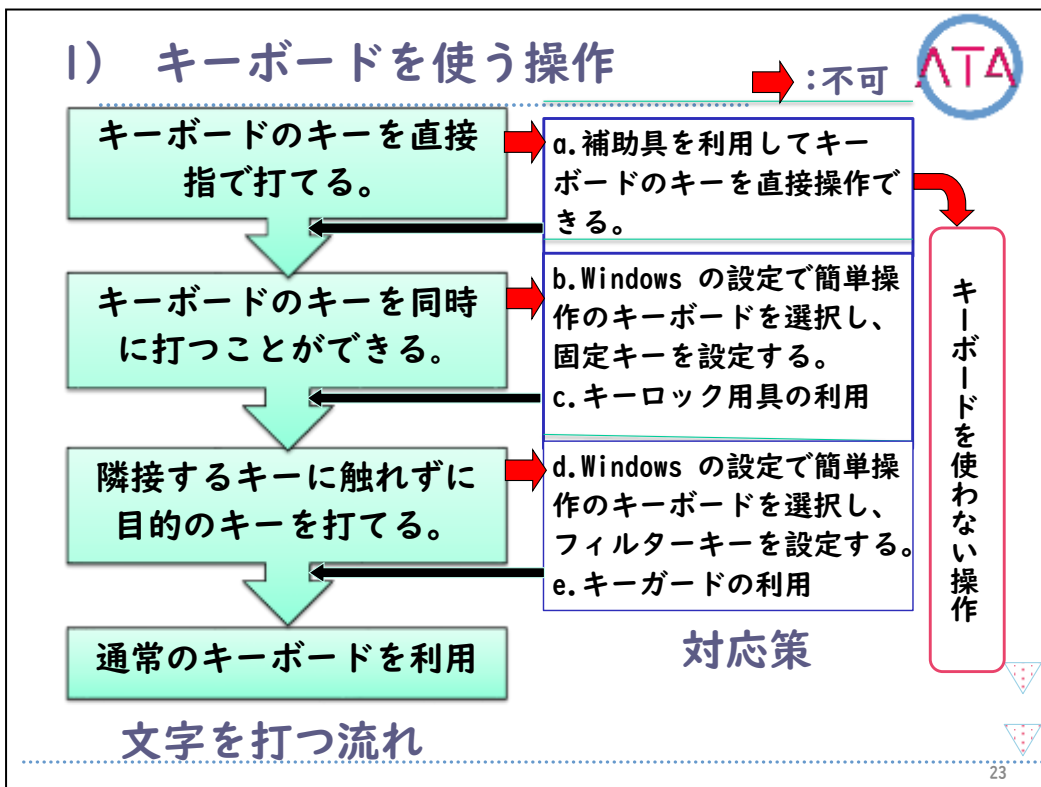 1) キーボードを使う操作
:不可
ATA
キーボードのキーを直接
指で打てる。
a.補助具を利用してキー
ボードのキーを直接操作で
きる。
キーボードのキーを同時
に打つことができる。
b.Windows の設定で簡単操
作のキーボードを選択し、
固定キーを設定する。
c.キーロック用具の利用
隣接するキーに触れずに
目的のキーを打てる。
d.Windows の設定で簡単操
作のキーボードを選択し、
フィルターキーを設定する。
e.キーガードの利用
キーボードを使わない操作
通常のキーボードを利用
対応策
文字を打つ流れ
23